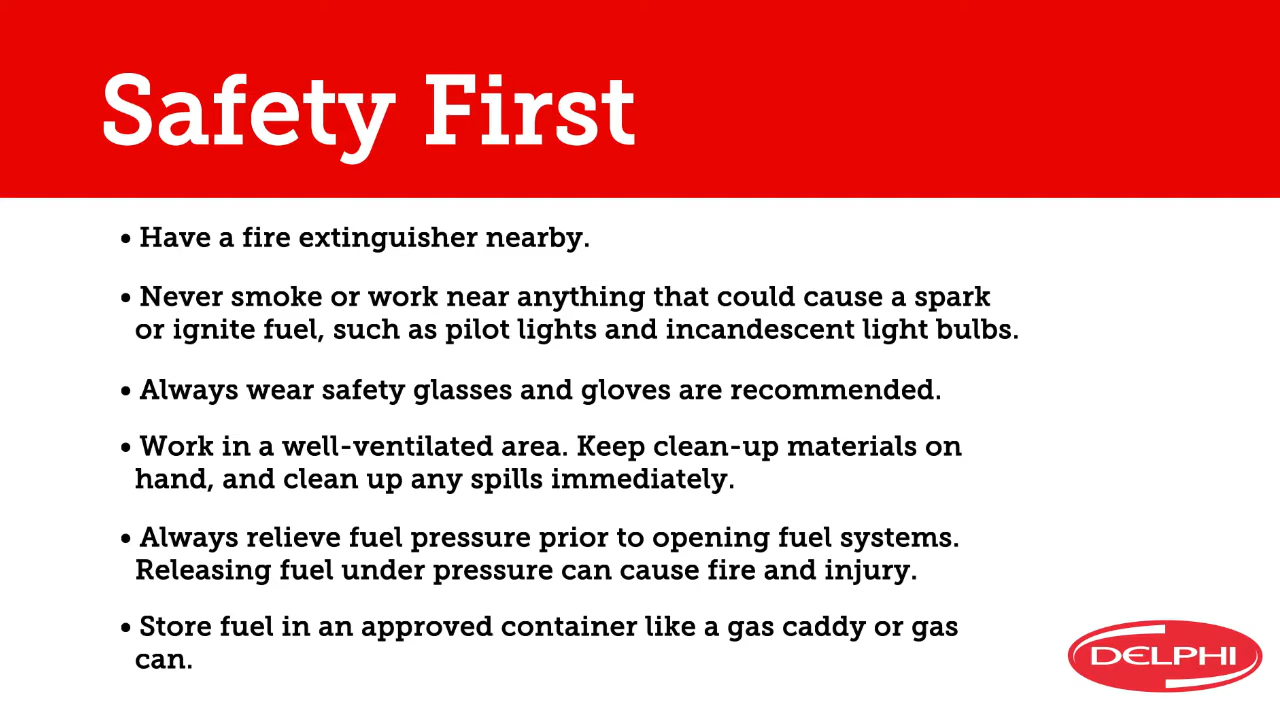 Safety First
• Have a fire extinguisher nearby.
• Never smoke or work near anything that could cause a spark
or ignite fuel, such as pilot lights and incandescent light bulbs.
• Always wear safety glasses and gloves are recommended.
• Work in a well-ventilated area. Keep clean-up materials on
hand, and clean up any spills immediately.
• Always relieve fuel pressure prior to opening fuel systems.
Releasing fuel under pressure can cause fire and injury.
• Store fuel in an approved container like a gas caddy or gas
can.
DELPHI